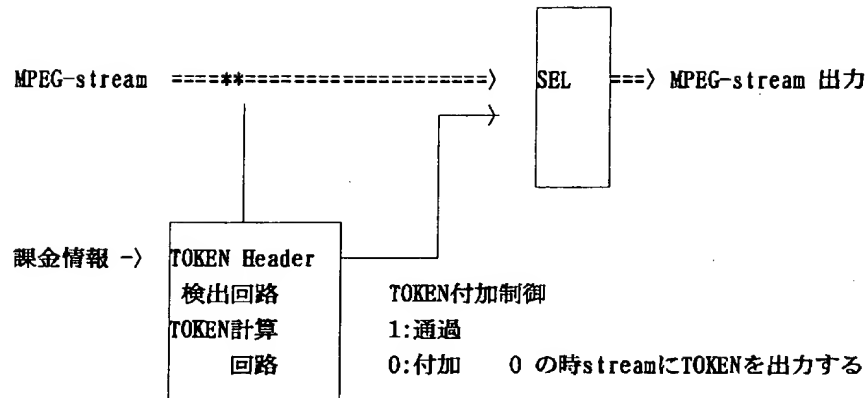 MPEG-stream ====**====================> SEL ===> MPEG-stream 出力
課金情報 -> TOKEN Header
検出回路 TOKEN付加制御
TOKEN計算 1:通過
回路 0:付加 0 の時streamにTOKENを出力する